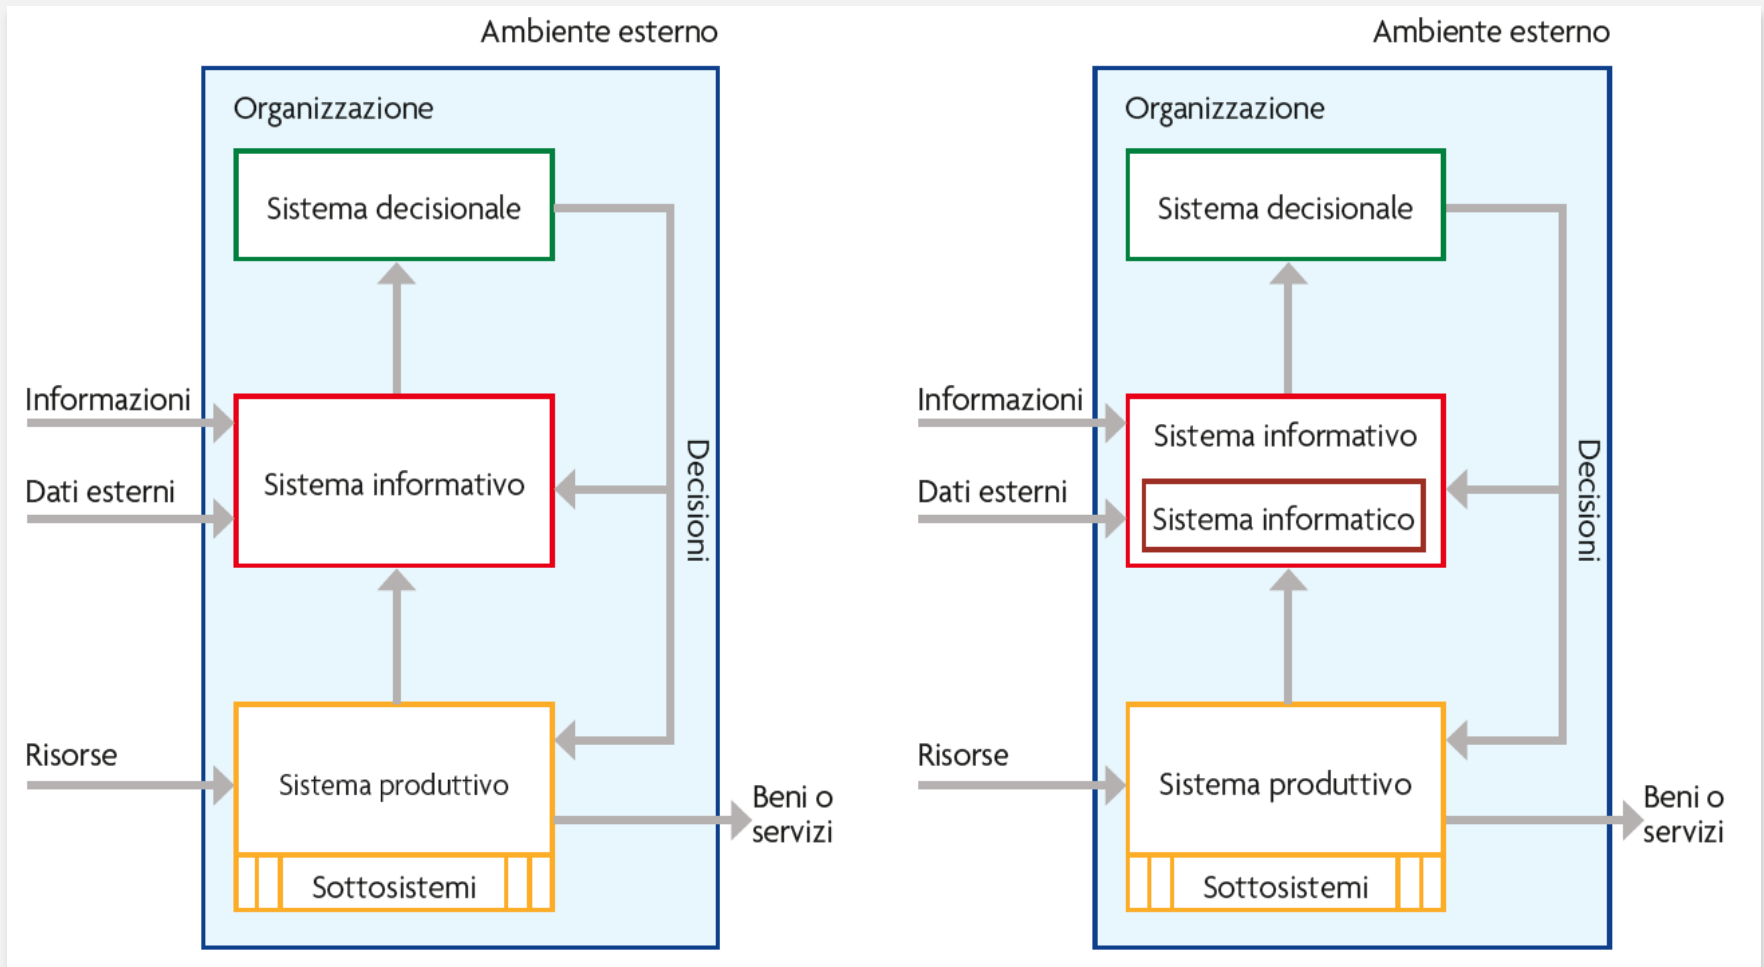 Ambiente esterno
Organizzazione
Sistema decisionale
Informazioni
Dati esterni
Sistema informativo
Decisioni
Risorse
Sistema produttivo
Beni o
servizi
Sottosistemi
Ambiente esterno
Organizzazione
Sistema decisionale
Informazioni
Dati esterni
Sistema informativo
Sistema informatico
Decisioni
Risorse
Sistema produttivo
Beni o
servizi
Sottosistemi